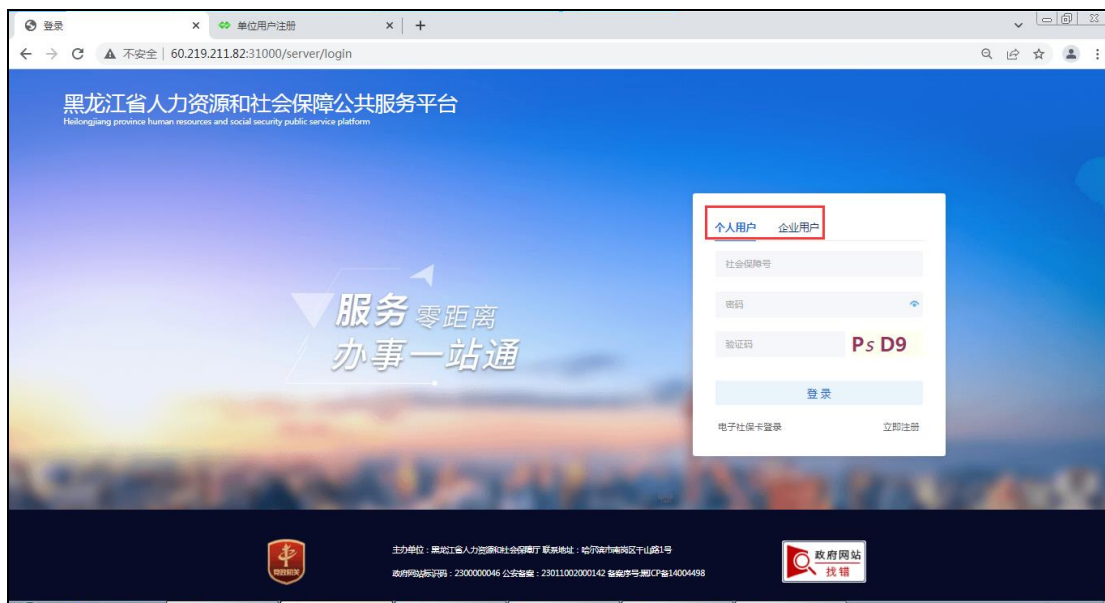 登录
单位用户注册
不安全 | 60.219.211.82:31000/server/login
黑龙江省人力资源和社会保障公共服务平台
Heilongjiang province human resources and social security public service platform
个人用户 企业用户
社会保障号
密码
验证码 Ps D9
登录
电子社保卡登录 立即注册
服务 零距离
办事一站通
主办单位：黑龙江省人力资源和社会保障厅 联系地址：哈尔滨市南岗区干山路1号
政府网站标识码：2300000046 公安备案：23011002000142 备案序号:黑ICP备14004498
党政机关
政府网站
找错